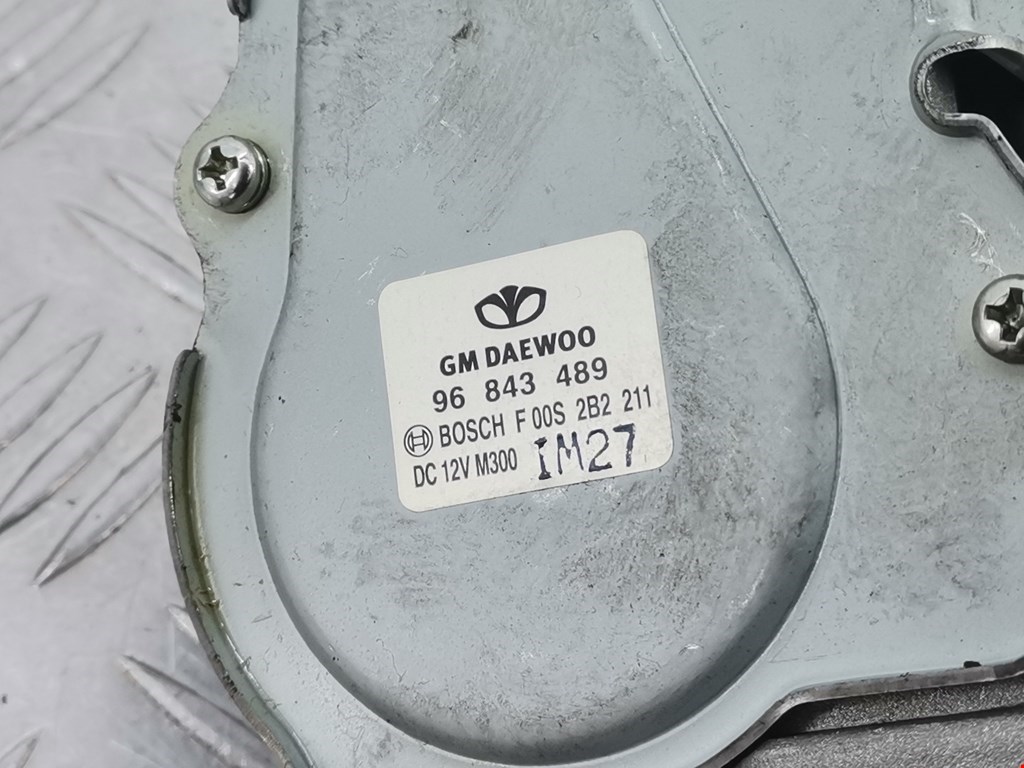 GM DAEWOO
96 843 489
BOSCH F 00S 2B2 211
DC 12V M300 IM27